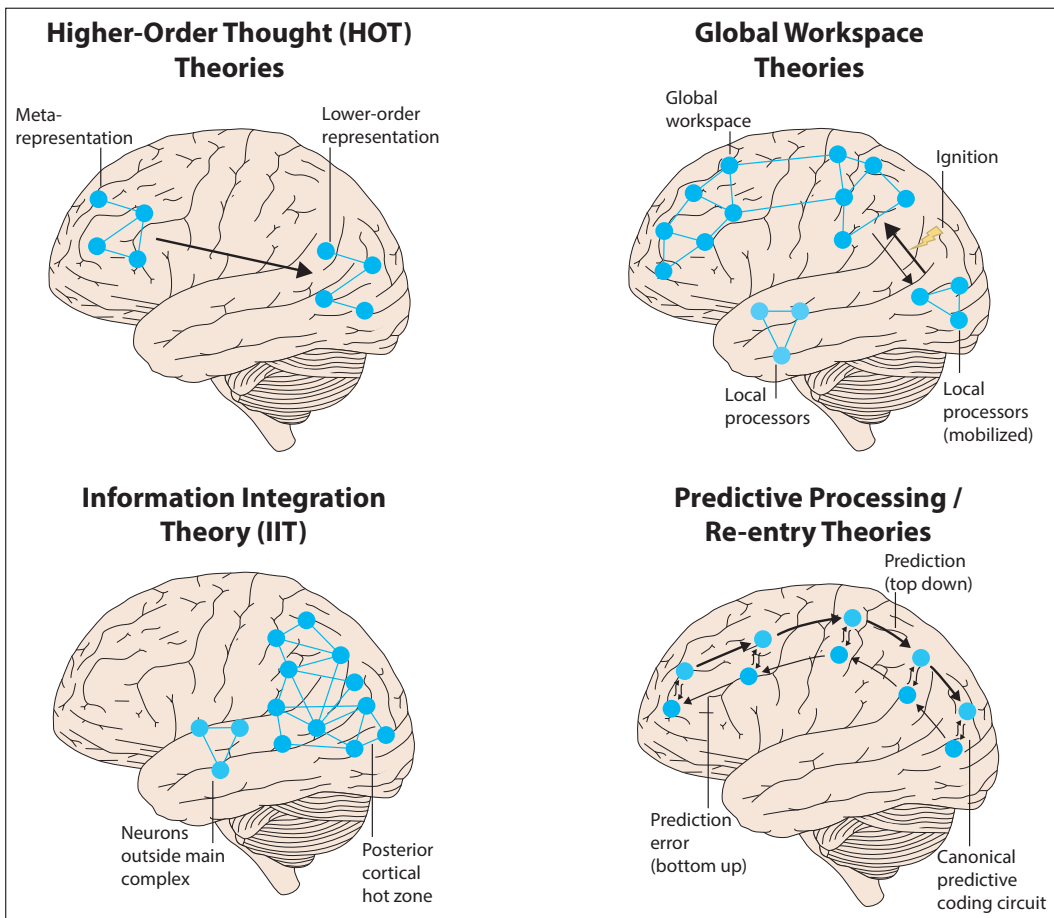 Higher-Order Thought (HOT)
Theories
Meta-
representation
Lower-order
representation
Global Workspace
Theories
Global
workspace
Ignition
Local
processors
Local
processors
(mobilized)
Information Integration
Theory (IIT)
Neurons
outside main
complex
Posterior
cortical
hot zone
Predictive Processing /
Re-entry Theories
Prediction
(top down)
Prediction
error
(bottom up)
Canonical
predictive
coding circuit